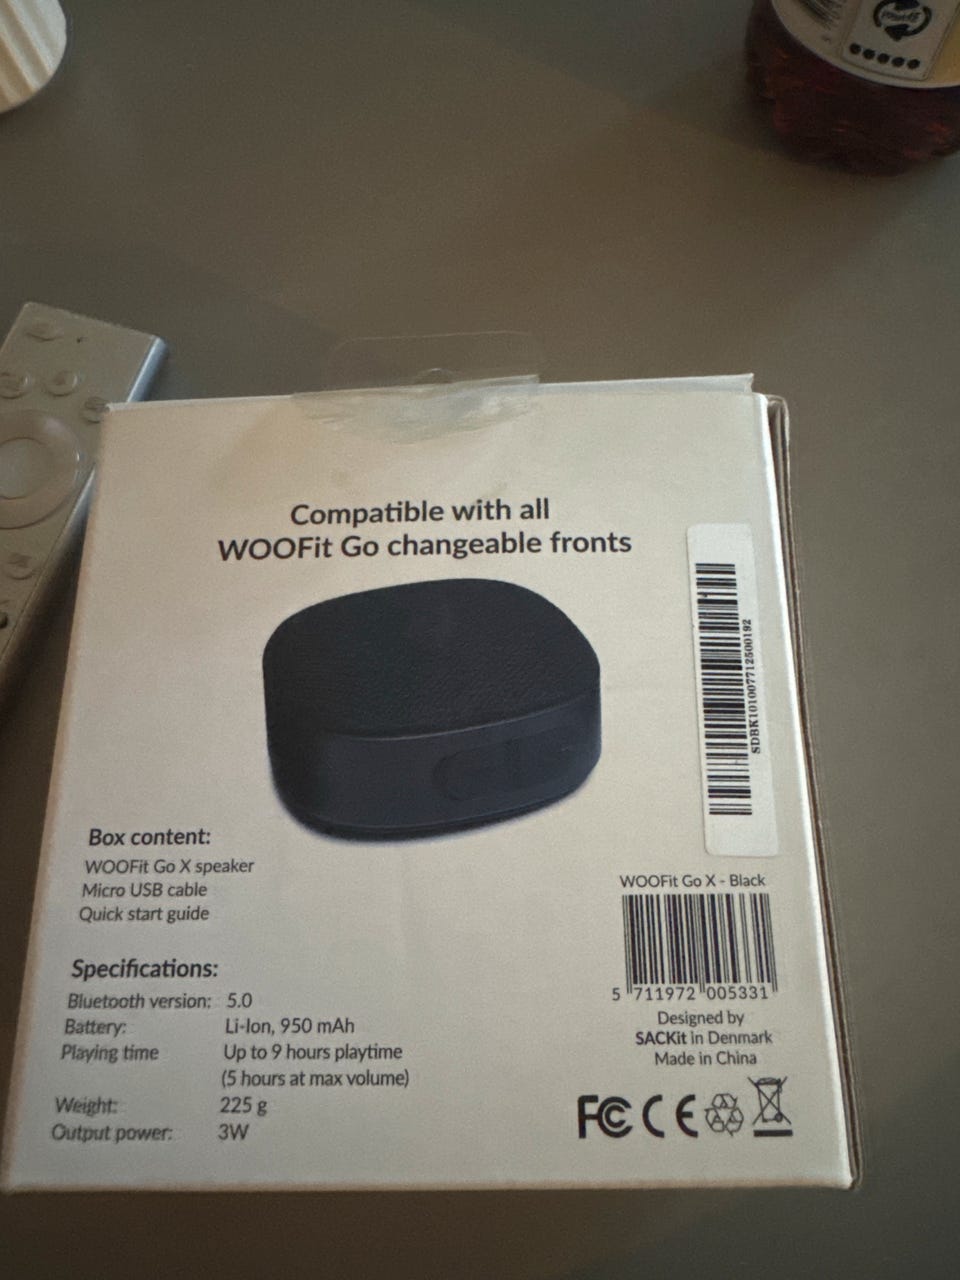 Compatible with all
WOOFit Go changeable fronts
SDBK101007712500192
Box content:
WOOFit Go X speaker
Micro USB cable
Quick start guide
Specifications:
Bluetooth version: 5.0
Battery: Li-Ion, 950 mAh
Playing time Up to 9 hours playtime
(5 hours at max volume)
Weight: 225 g
Output power: 3W
WOOFit Go X - Black
5 711972 005331
Designed by
SACKit in Denmark
Made in China
FC CE